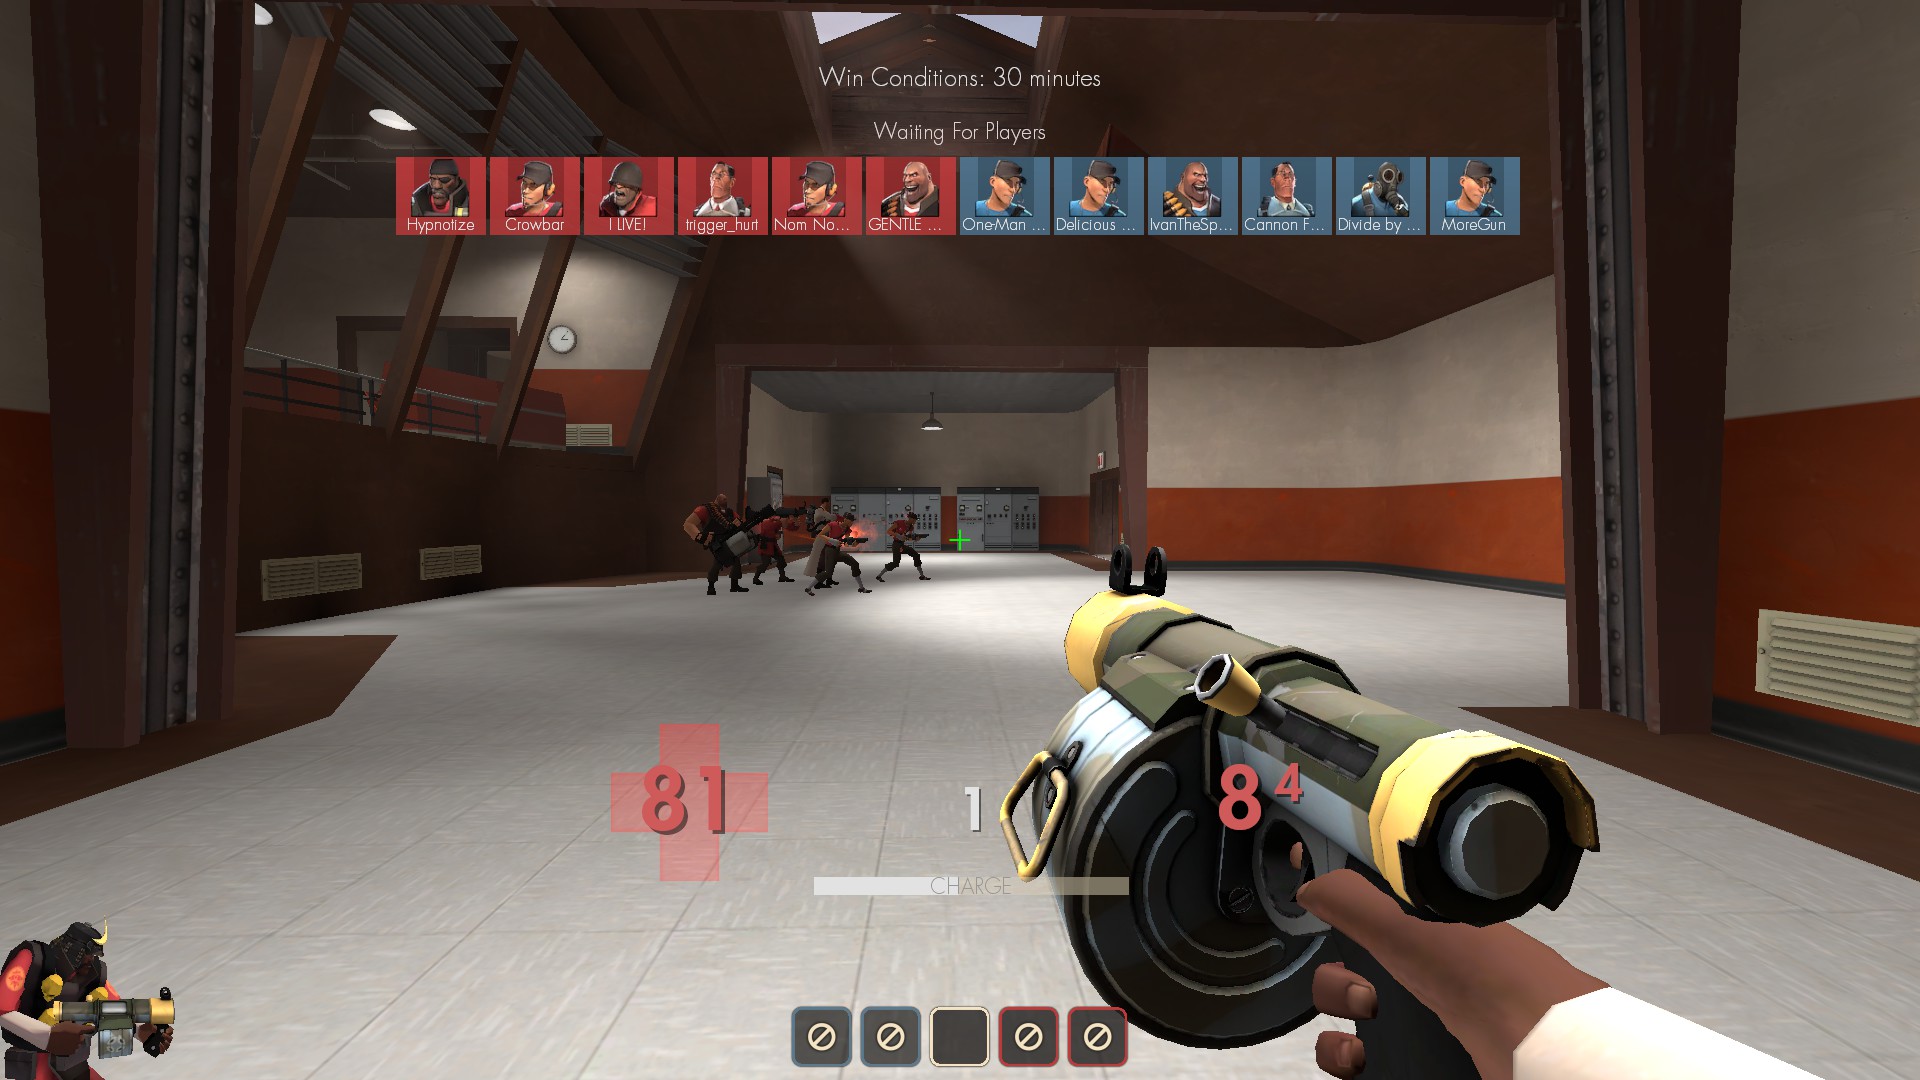 Win Conditions: 30 minutes
Waiting For Players
Hypnotize Crowbar I LIVE! trigger_hurt Nom No... GENTLE ... One-Man ... Delicious ... IvanTheSp... Cannon F... Divide by ... MoreGun
81 1 8 4
CHARGE